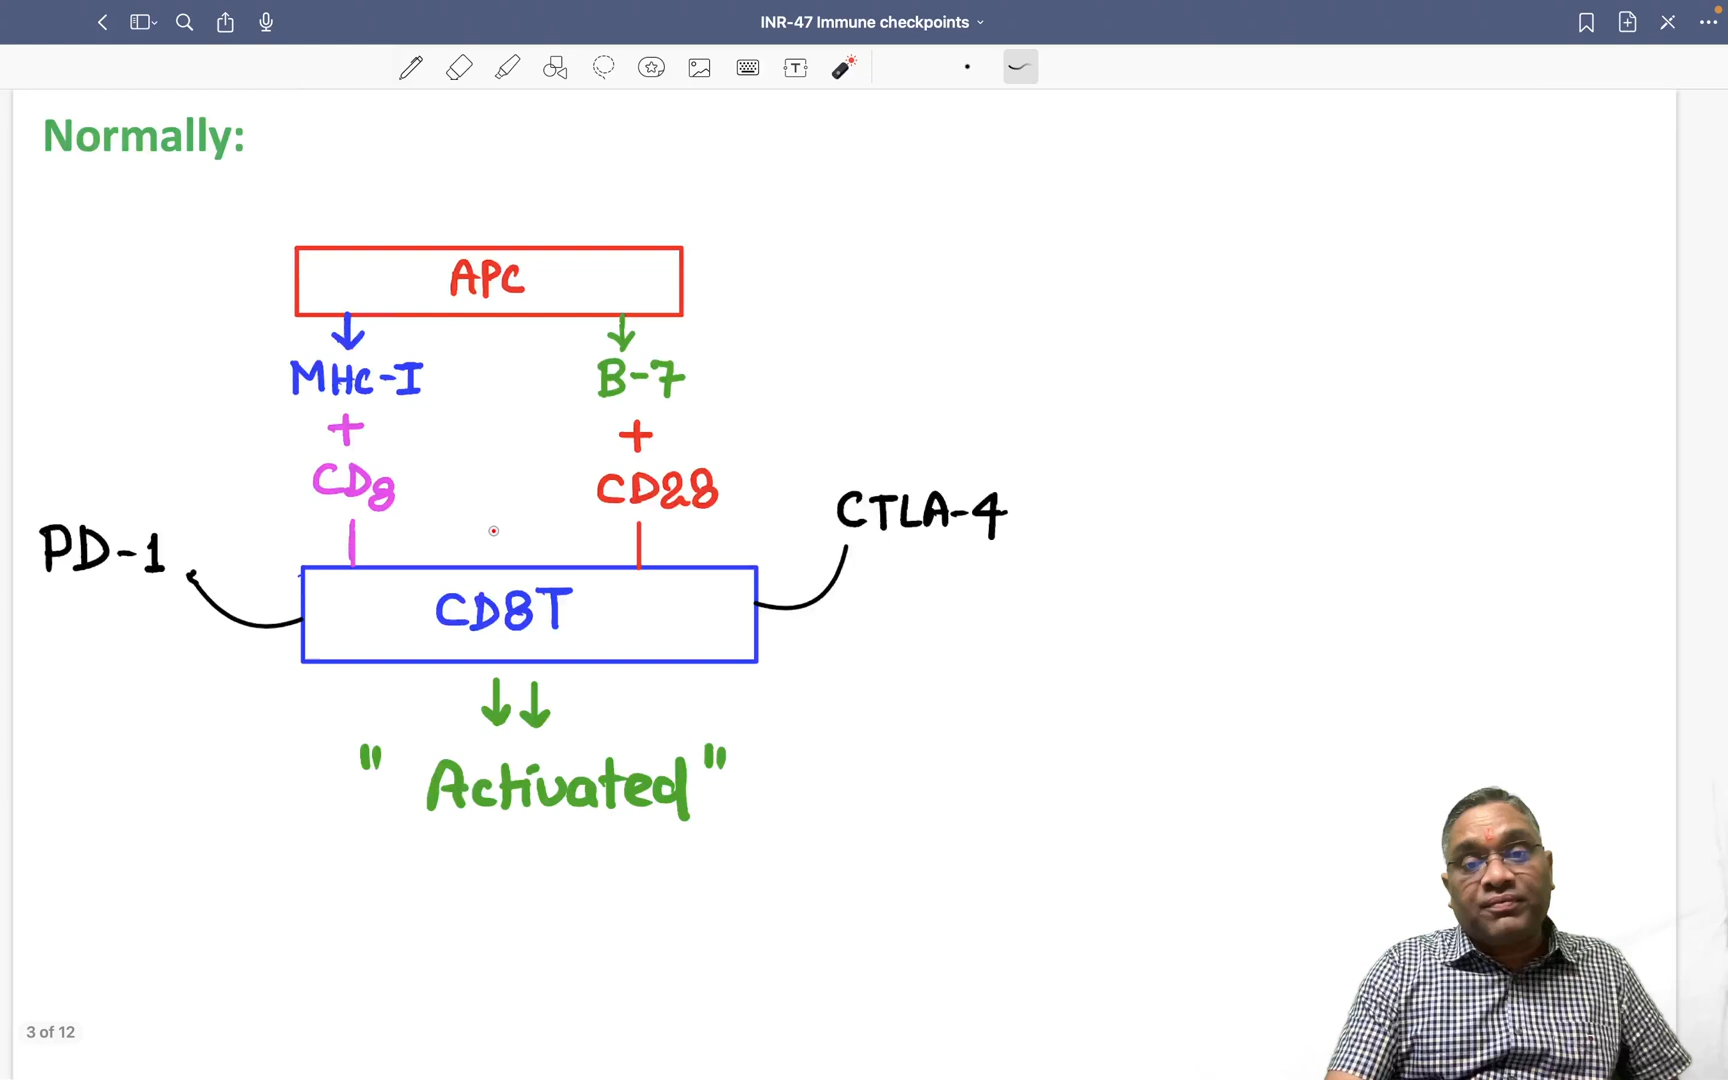 INR-47 Immune checkpoints
Normally:
APC
MHC-I
B-7
+
+
CD8
CD28
PD-1
CTLA-4
CD8T
" Activated "
3 of 12